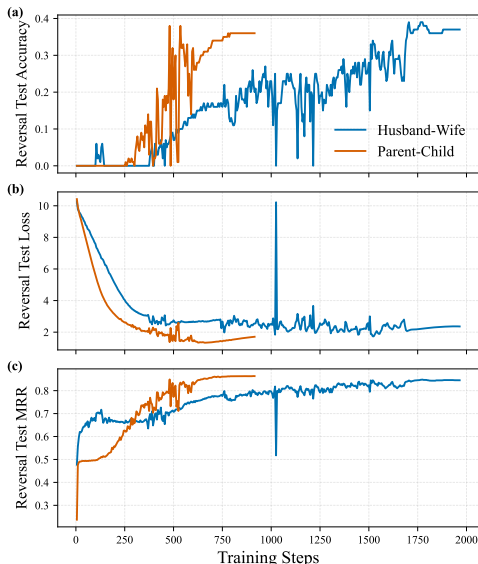 (a)
Reversal Test Accuracy
0.4
0.3
0.2
0.1
0.0
Husband-Wife
Parent-Child
(b)
Reversal Test Loss
10
8
6
4
2
(c)
Reversal Test MRR
0.8
0.7
0.6
0.5
0.4
0.3
0 250 500 750 1000 1250 1500 1750 2000
Training Steps